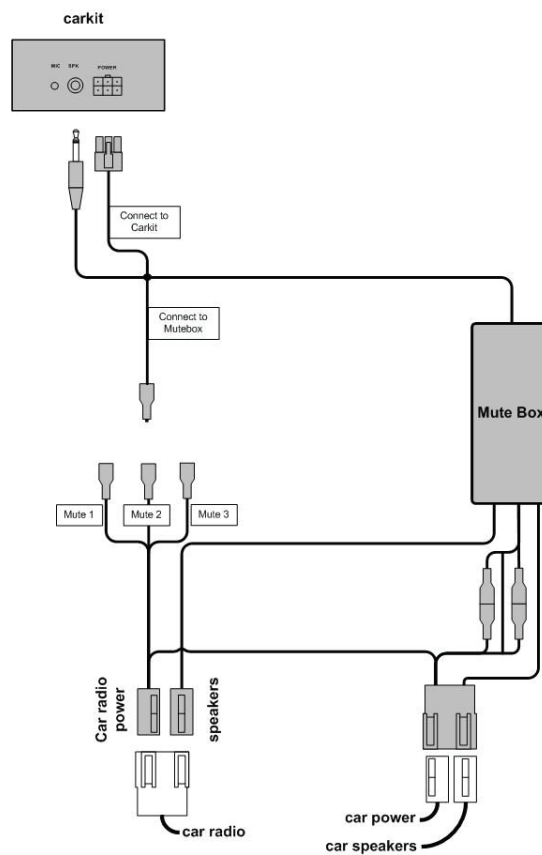 carkit
MIC SPK POWER
Connect to
Carkit
Connect to
Mutebox
Mute Box
Mute 1
Mute 2
Mute 3
Car radio
power
speakers
car radio
car power
car speakers